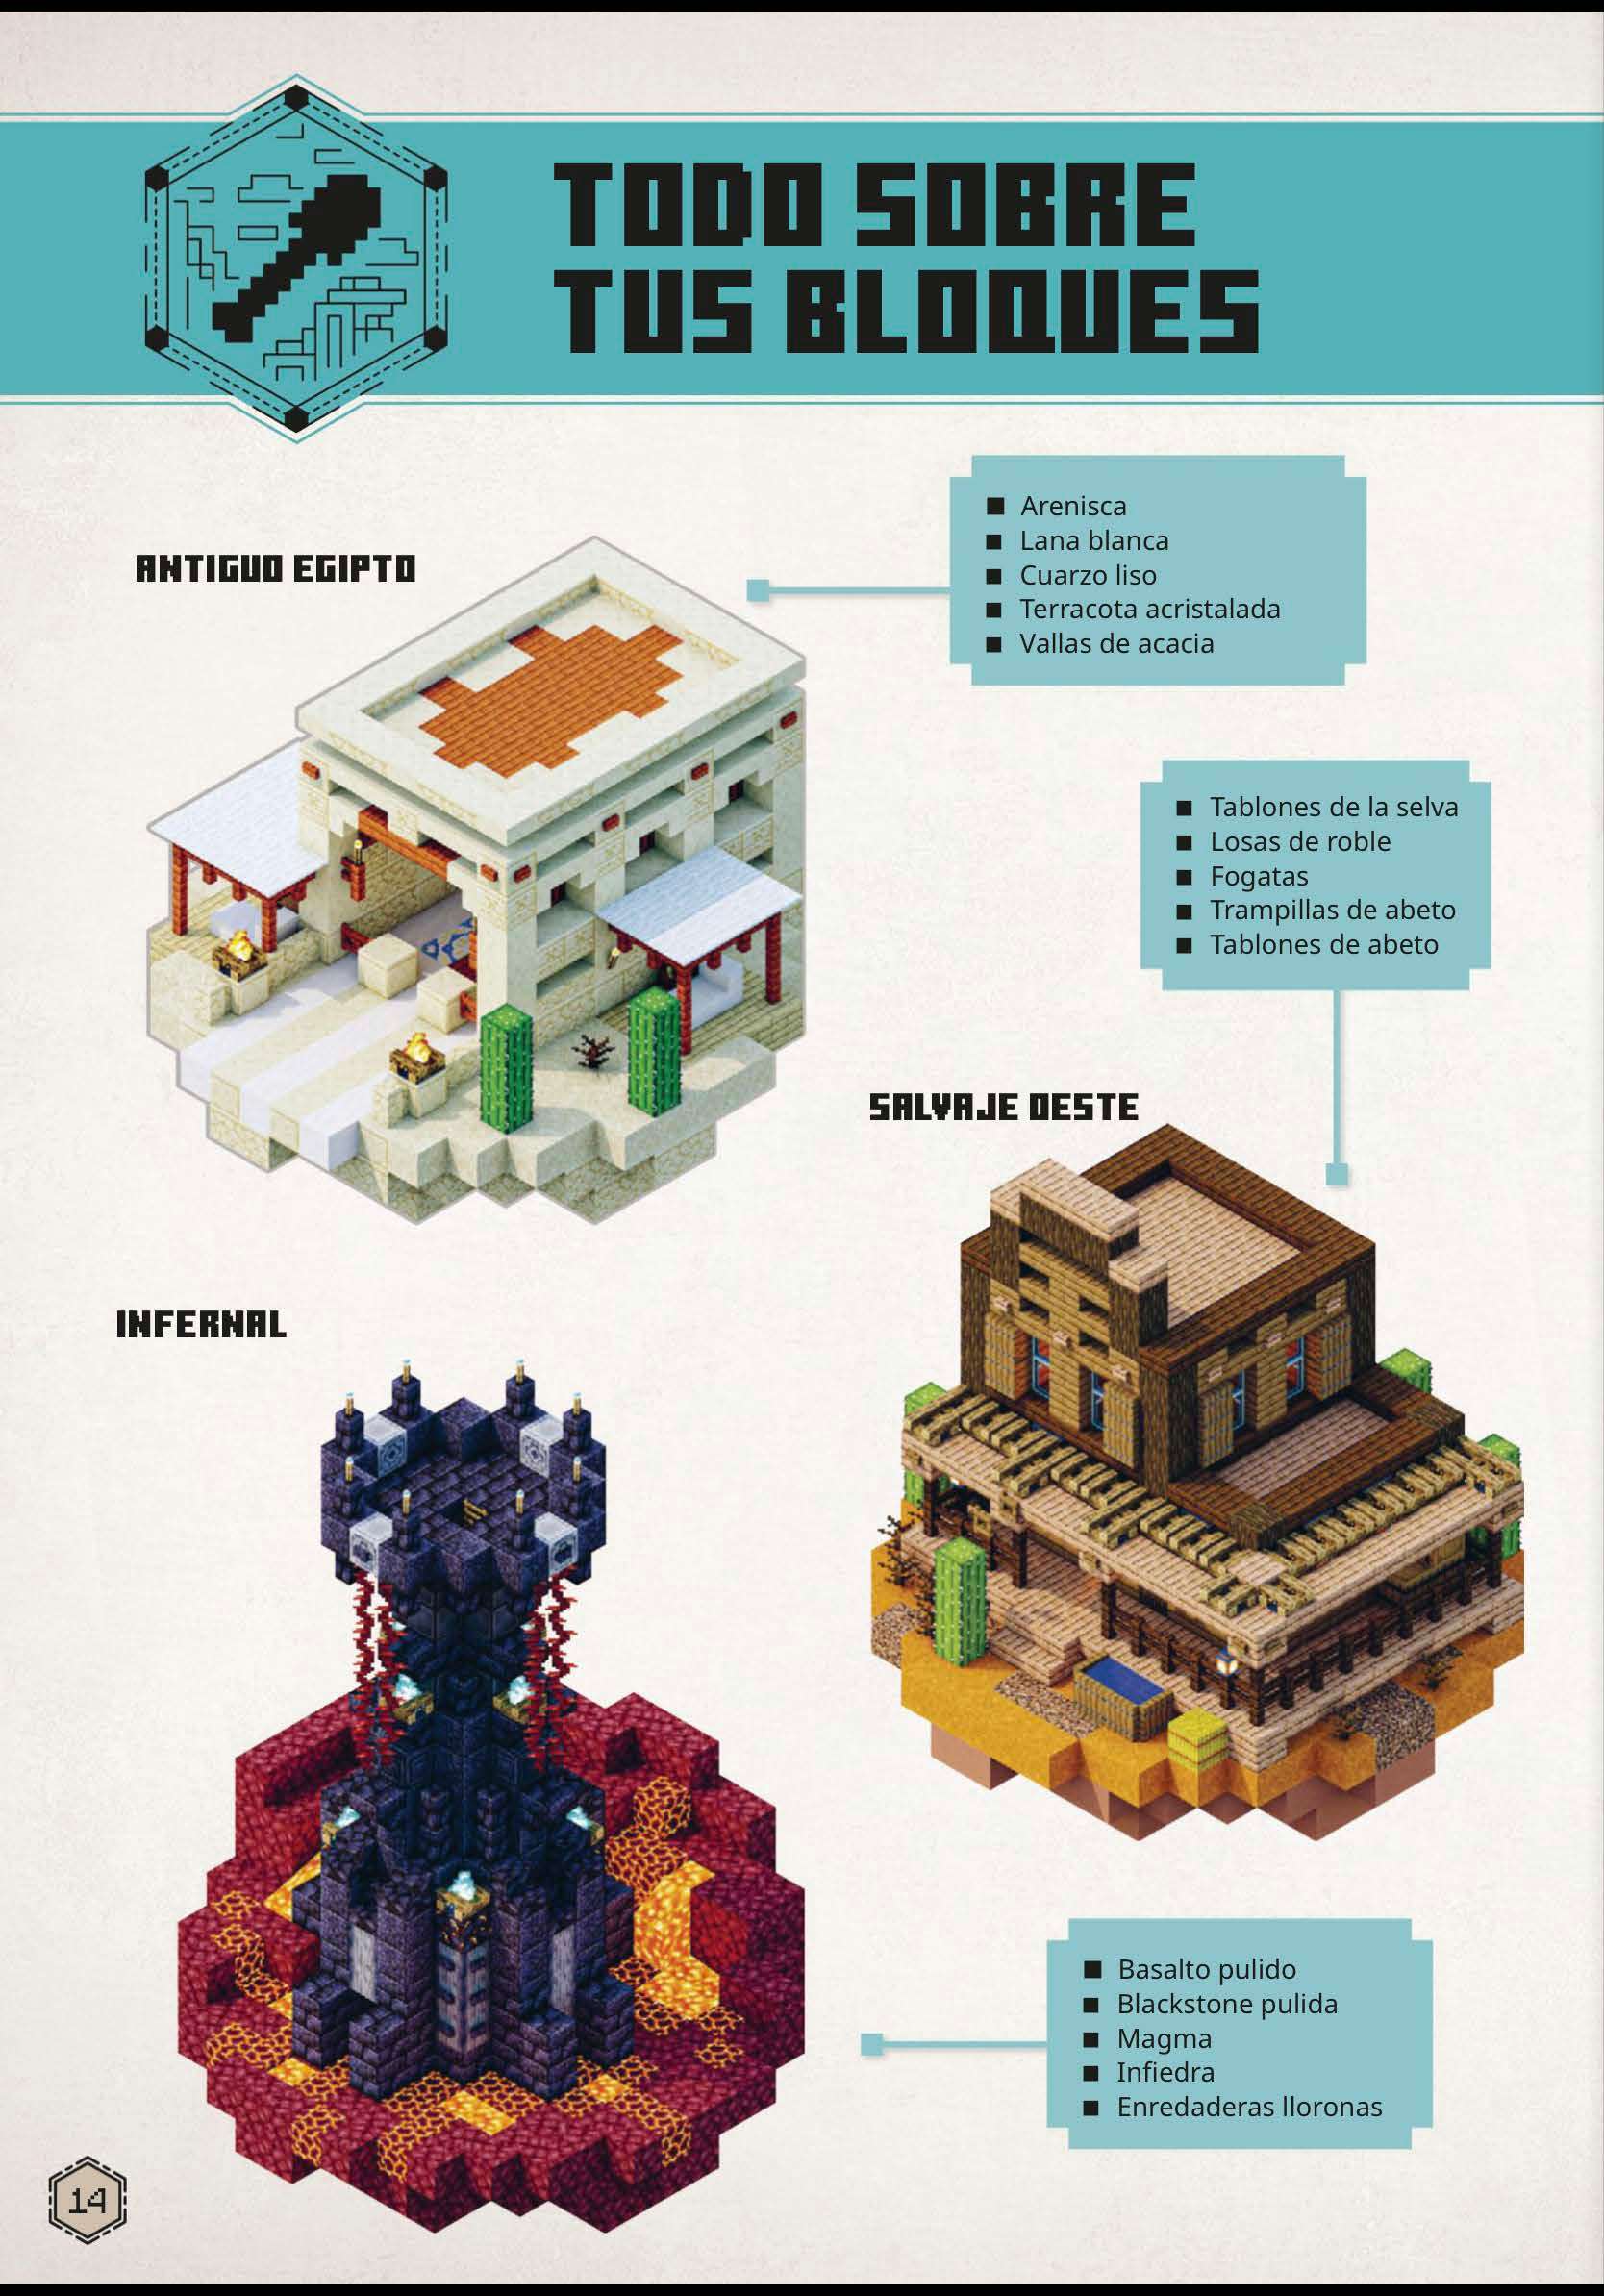 TODO SOBRE
TUS BLOQUES
ANTIGUO EGIPTO
■ Arenisca
■ Lana blanca
■ Cuarzo liso
■ Terracota acristalada
■ Vallas de acacia
■ Tablones de la selva
■ Losas de roble
■ Fogatas
■ Trampillas de abeto
■ Tablones de abeto
SALVAJE OESTE
INFERNAL
■ Basalto pulido
■ Blackstone pulida
■ Magma
■ Infiedra
■ Enredaderas lloronas
14